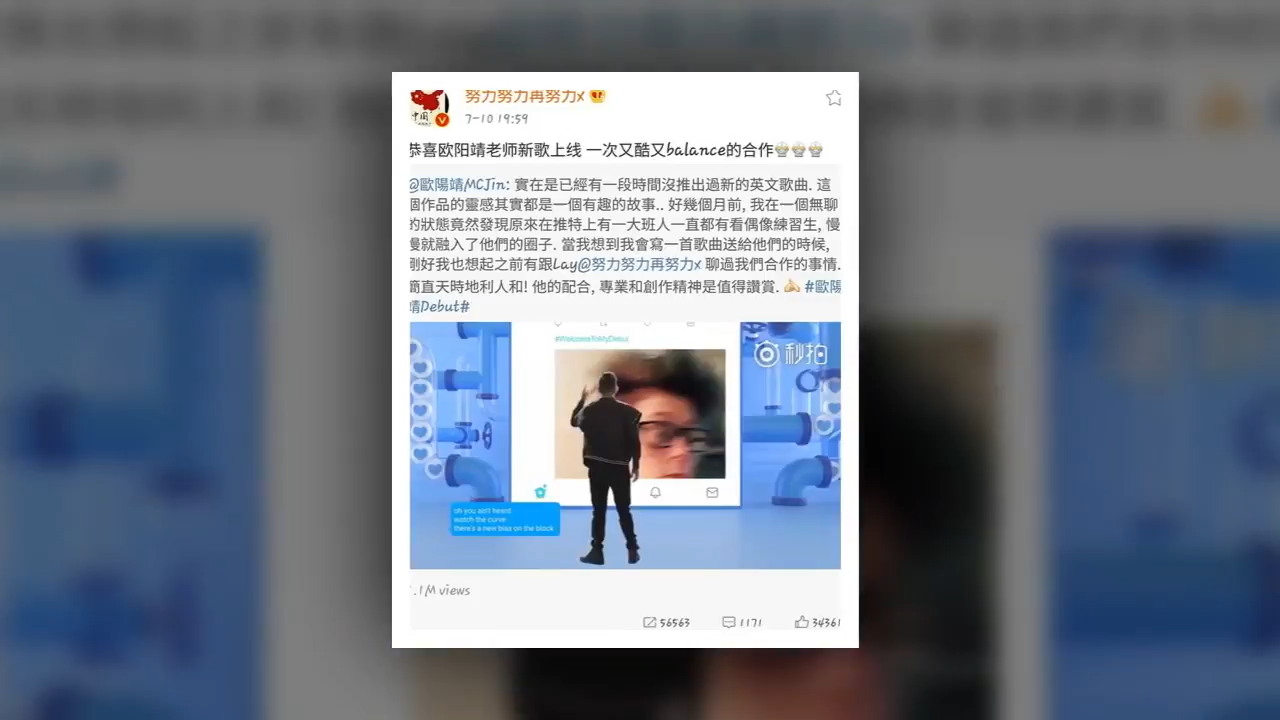 努力努力再努力x
7-10 19:59
恭喜欧阳靖老师新歌上线 一次又酷又balance的合作
@歐陽靖MCJin: 實在是已經有一段時間沒推出過新的英文歌曲. 這
個作品的靈感其實都是一個有趣的故事.. 好幾個月前, 我在一個無聊
的狀態竟然發現原來在推特上有一大班人一直都有看偶像練習生, 慢
慢就融入了他們的圈子. 當我想到我會寫一首歌曲送給他們的時候,
剛好我也想起之前有跟Lay@努力努力再努力x 聊過我們合作的事情.
簡直天時地利人和! 他的配合, 專業和創作精神是值得讚賞. #歐陽
靖Debut#
#WelcomeToMyDebut
秒拍
oh you ain't heard
watch the curve
there's a new bias on the block
.1M views
56563 1171 34361
中国